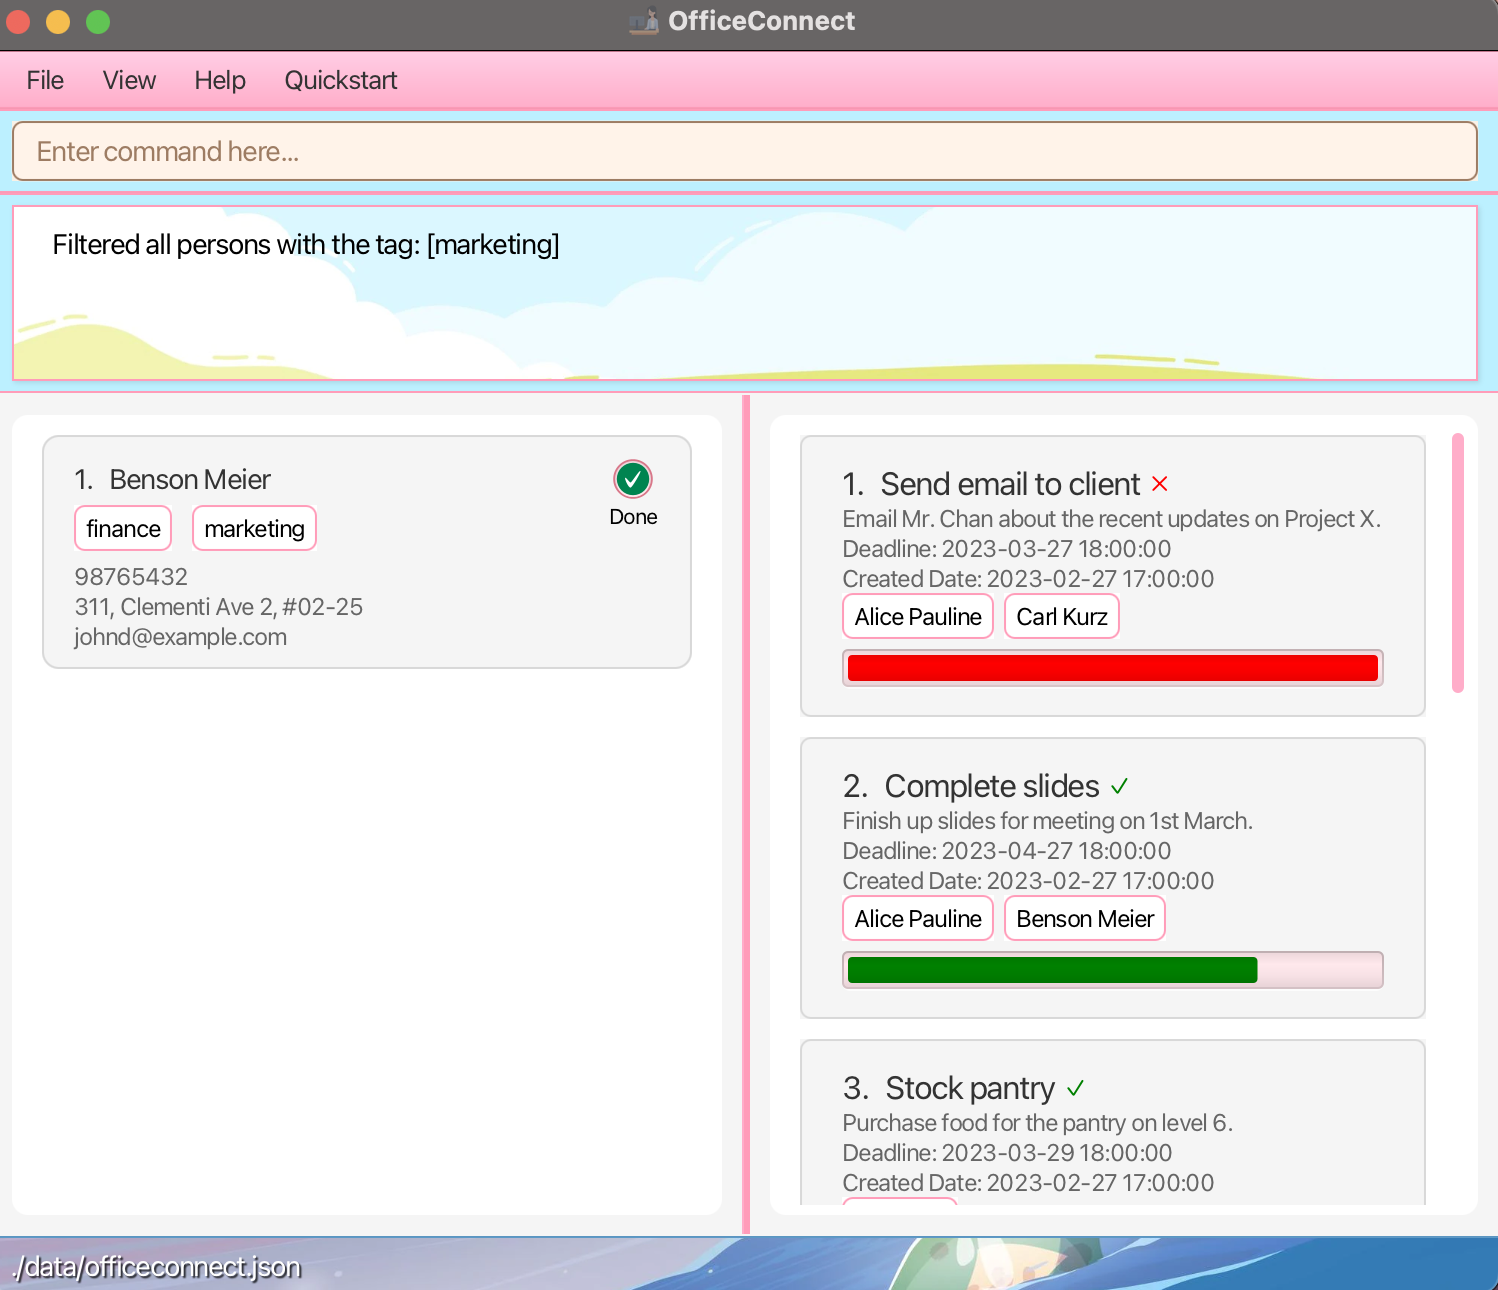 OfficeConnect
File View Help Quickstart
Enter command here...
Filtered all persons with the tag: [marketing]
1. Benson Meier
finance marketing
Done
98765432
311, Clementi Ave 2, #02-25
johnd@example.com
1. Send email to client
Email Mr. Chan about the recent updates on Project X.
Deadline: 2023-03-27 18:00:00
Created Date: 2023-02-27 17:00:00
Alice Pauline Carl Kurz
2. Complete slides
Finish up slides for meeting on 1st March.
Deadline: 2023-04-27 18:00:00
Created Date: 2023-02-27 17:00:00
Alice Pauline Benson Meier
3. Stock pantry
Purchase food for the pantry on level 6.
Deadline: 2023-03-29 18:00:00
Created Date: 2023-02-27 17:00:00
./data/officeconnect.json